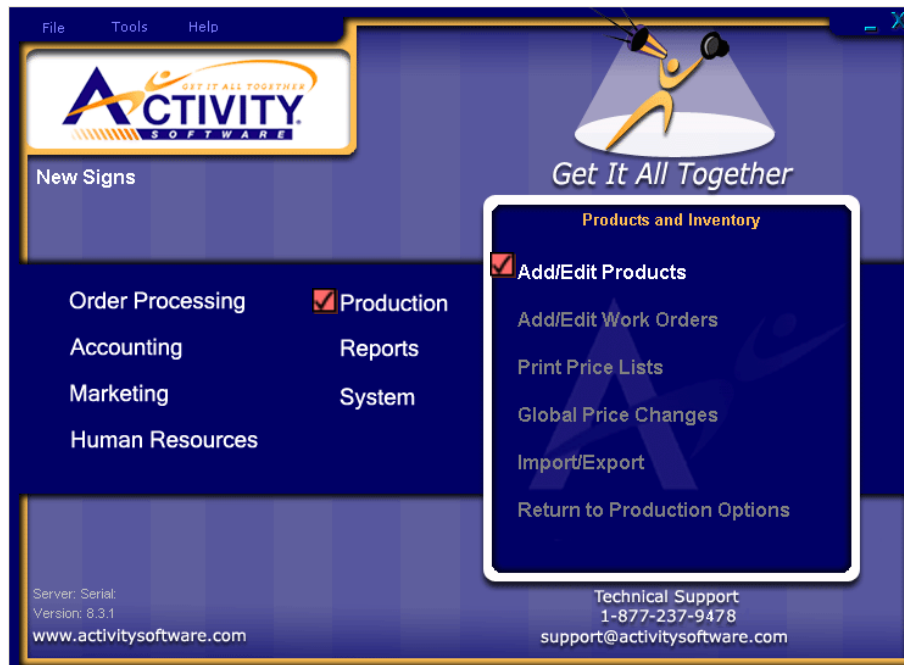 File Tools Help
GET IT ALL TOGETHER
ACTIVITY
SOFTWARE
New Signs
Get It All Together
Products and Inventory
Add/Edit Products
Add/Edit Work Orders
Print Price Lists
Global Price Changes
Import/Export
Return to Production Options
Order Processing
Accounting
Marketing
Human Resources
Production
Reports
System
Server: Serial:
Version: 8.3.1
www.activitysoftware.com
Technical Support
1-877-237-9478
support@activitysoftware.com